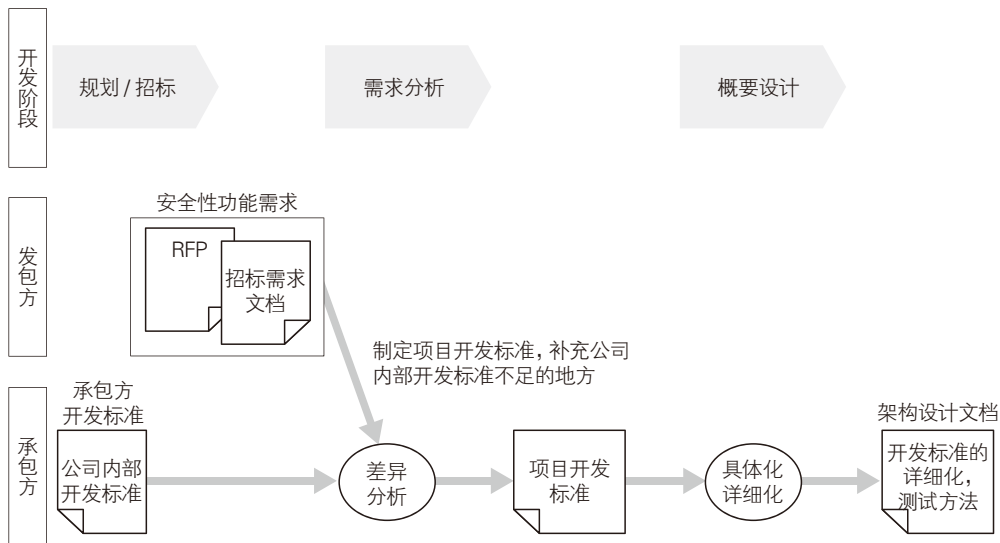 开发阶段
规划 / 招标
需求分析
概要设计
发包方
安全性功能需求
RFP
招标需求
文档
制定项目开发标准，补充公司
内部开发标准不足的地方
承包方
承包方
开发标准
公司内部
开发标准
差异
分析
项目开发
标准
具体化
详细化
架构设计文档
开发标准的
详细化，
测试方法